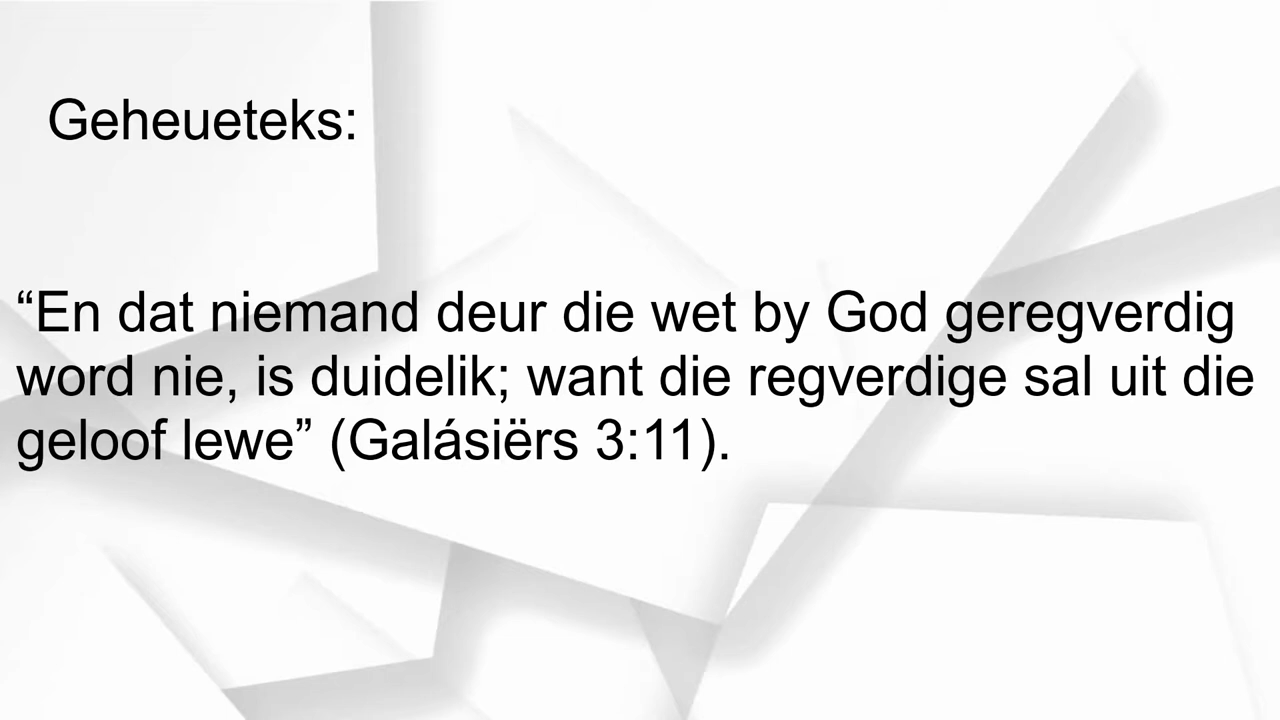 Geheueteks:
“En dat niemand deur die wet by God geregverdig
word nie, is duidelik; want die regverdige sal uit die
geloof lewe” (Galásiërs 3:11).